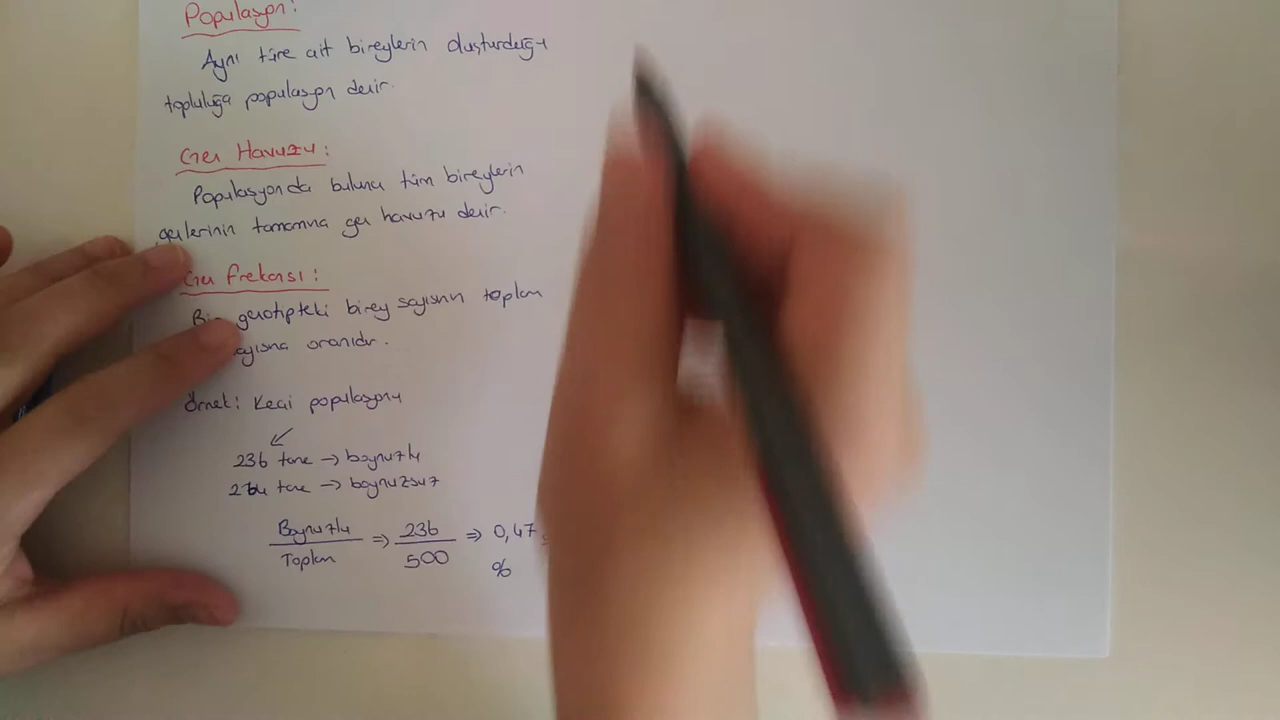 Populasyon:
Aynı türe ait bireylerin oluşturduğu
topluluğa populasyon denir.
Gen Havuzu:
Populasyonda bulunan tüm bireylerin
genlerinin tamamına gen havuzu denir.
Gen Frekansı:
genotipteki birey sayısının toplam
oranıdır.
Örnek: Keçi populasyonu
236 tane → boynuzlu
264 tane → boynuzsuz
Boynuzlu ⇒ 236 ⇒ 0,47
Toplam 500 %